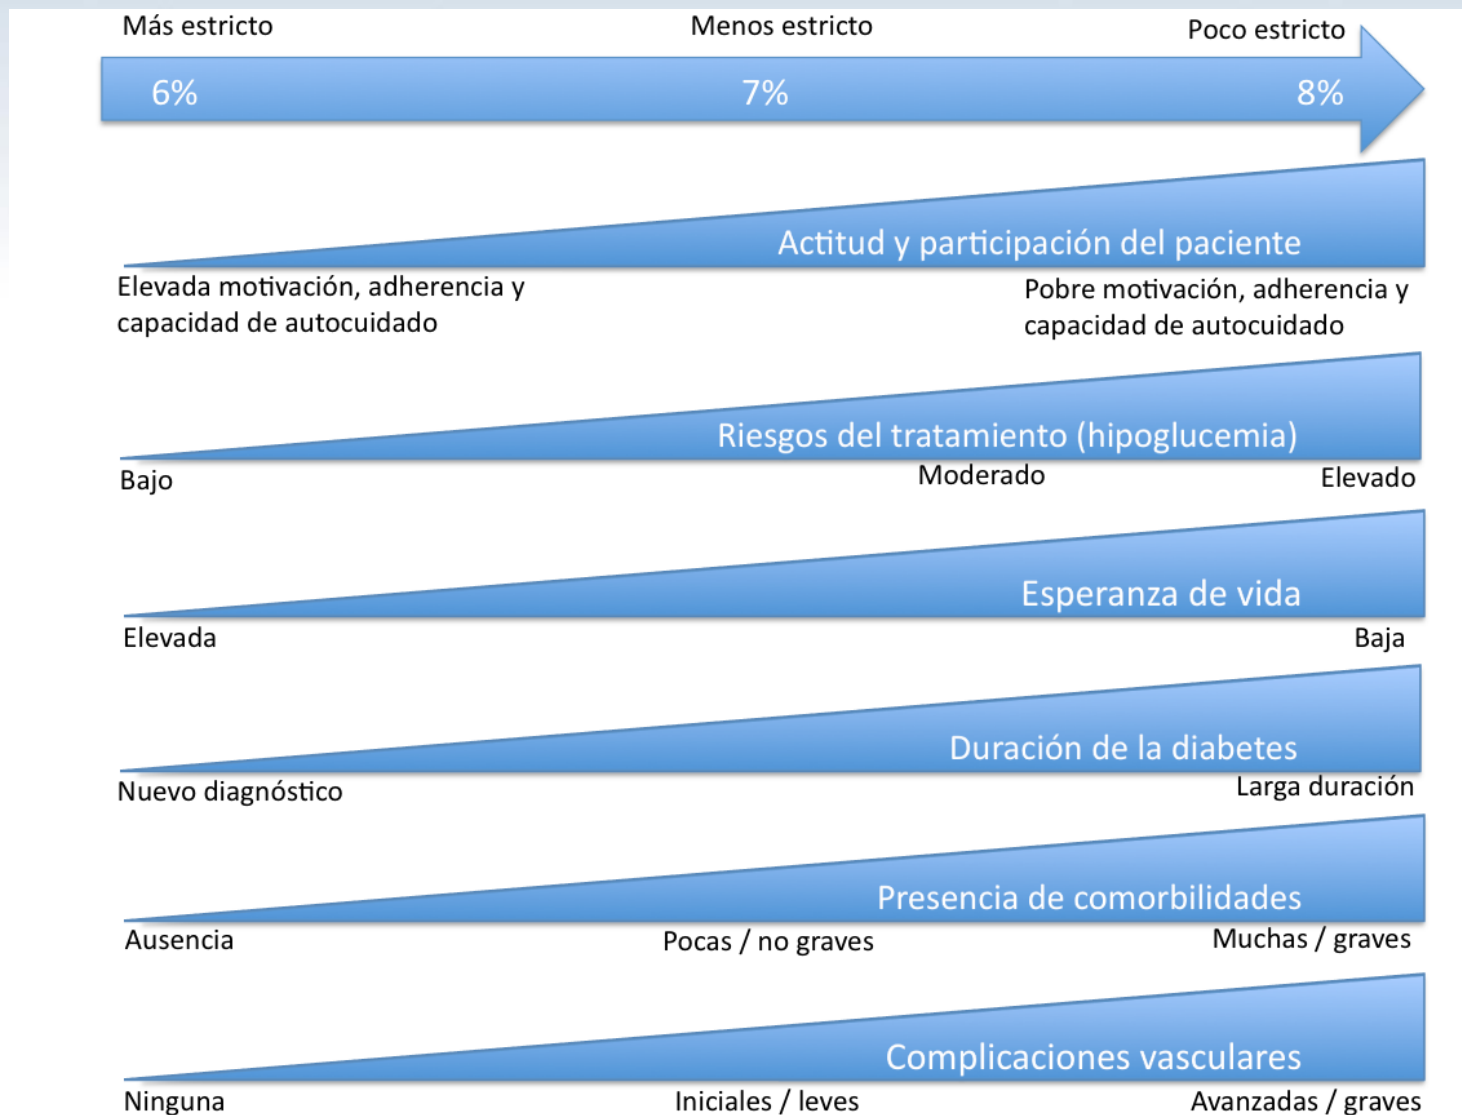 Más estricto
Menos estricto
Poco estricto
6%
7%
8%
Actitud y participación del paciente
Elevada motivación, adherencia y
capacidad de autocuidado
Pobre motivación, adherencia y
capacidad de autocuidado
Riesgos del tratamiento (hipoglucemia)
Bajo
Moderado
Elevado
Esperanza de vida
Elevada
Baja
Duración de la diabetes
Nuevo diagnóstico
Larga duración
Presencia de comorbilidades
Ausencia
Pocas / no graves
Muchas / graves
Complicaciones vasculares
Ninguna
Iniciales / leves
Avanzadas / graves